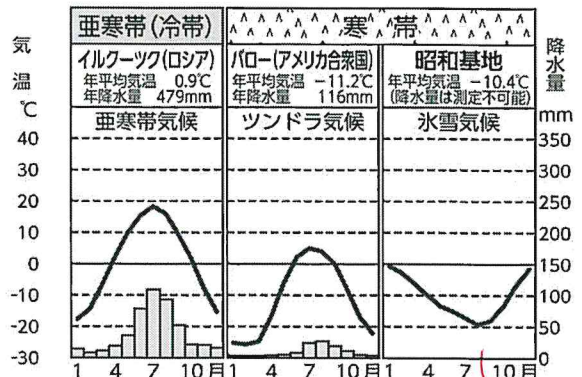 亜寒帯(冷帯)
寒 帯
気温
℃
降水量
mm
イルクーツク(ロシア)
年平均気温 0.9℃
年降水量 479mm
亜寒帯気候
バロー(アメリカ合衆国)
年平均気温 -11.2℃
年降水量 116mm
ツンドラ気候
昭和基地
年平均気温 -10.4℃
(降水量は測定不可能)
氷雪気候
40
30
20
10
0
-10
-20
-30
350
300
250
200
150
100
50
0
1 4 7 10月
1 4 7 10月
1 4 7 10月